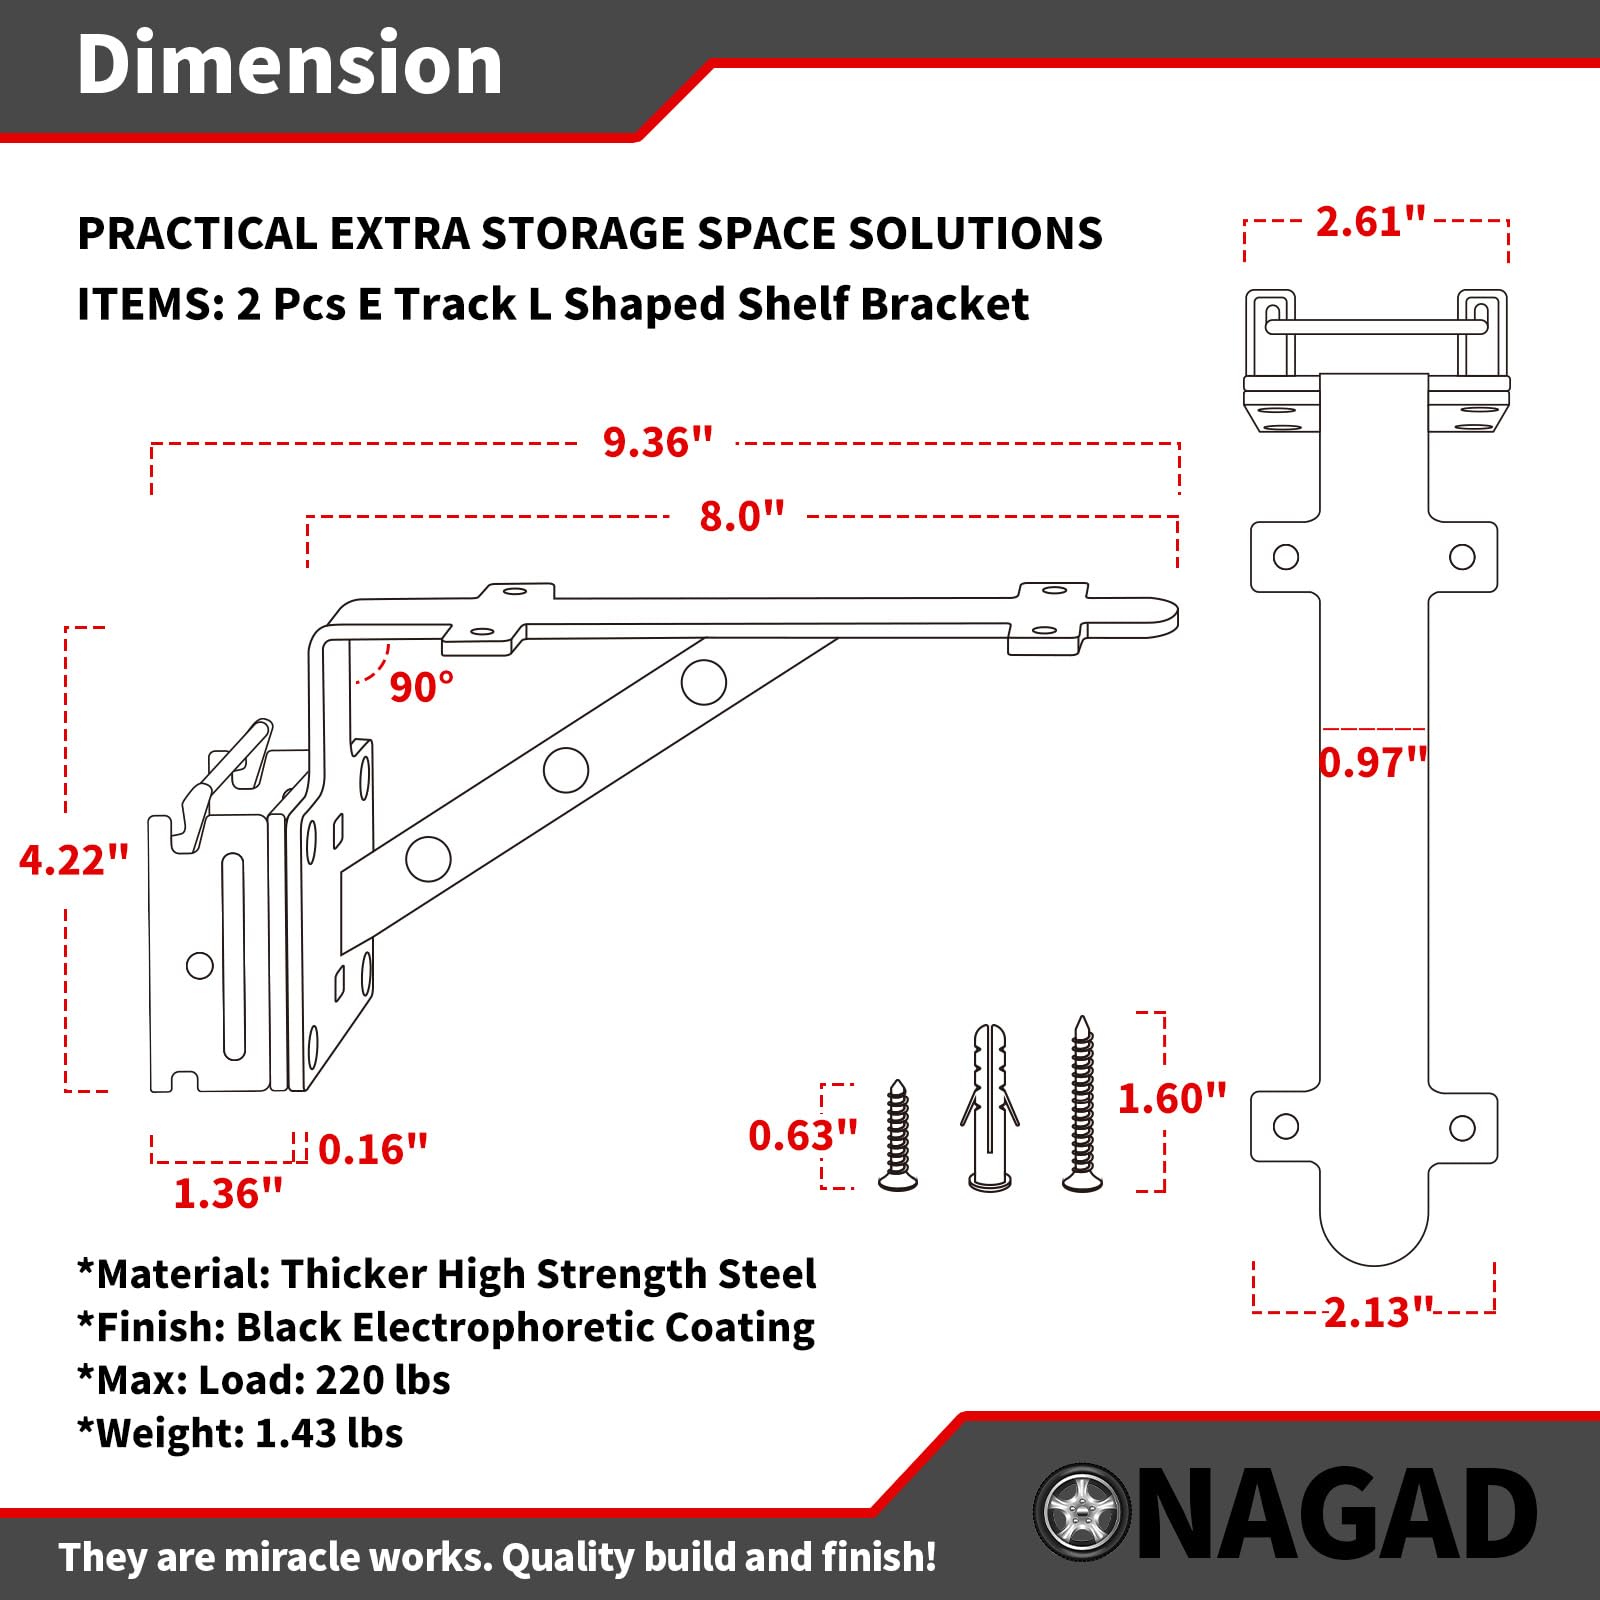 Dimension
PRACTICAL EXTRA STORAGE SPACE SOLUTIONS
ITEMS: 2 Pcs E Track L Shaped Shelf Bracket
2.61"
9.36"
8.0"
90°
0.97"
4.22"
1.60"
0.63"
0.16"
1.36"
2.13"
*Material: Thicker High Strength Steel
*Finish: Black Electrophoretic Coating
*Max: Load: 220 lbs
*Weight: 1.43 lbs
NAGAD
They are miracle works. Quality build and finish!